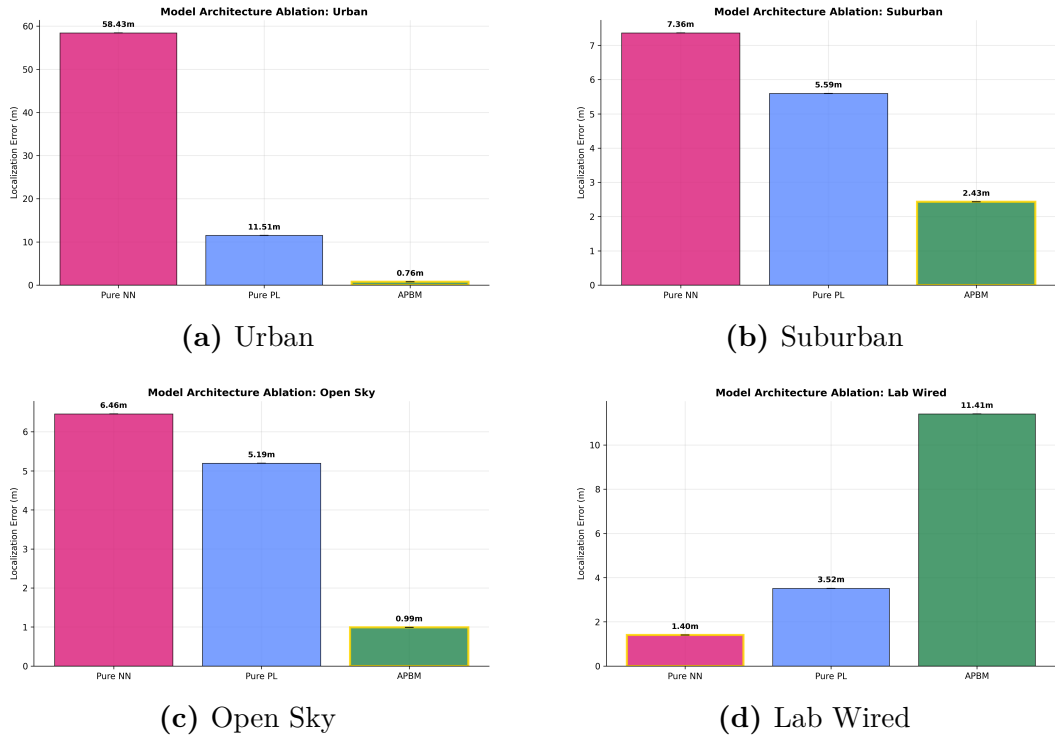 Model Architecture Ablation: Urban
58.43m
11.51m
0.76m
Localization Error (m)
60
50
40
30
20
10
0
Pure NN Pure PL APBM
(a) Urban
Model Architecture Ablation: Suburban
7.36m
5.59m
2.43m
Localization Error (m)
7
6
5
4
3
2
1
0
Pure NN Pure PL APBM
(b) Suburban
Model Architecture Ablation: Open Sky
6.46m
5.19m
0.99m
Localization Error (m)
6
5
4
3
2
1
0
Pure NN Pure PL APBM
(c) Open Sky
Model Architecture Ablation: Lab Wired
11.41m
3.52m
1.40m
Localization Error (m)
10
8
6
4
2
0
Pure NN Pure PL APBM
(d) Lab Wired